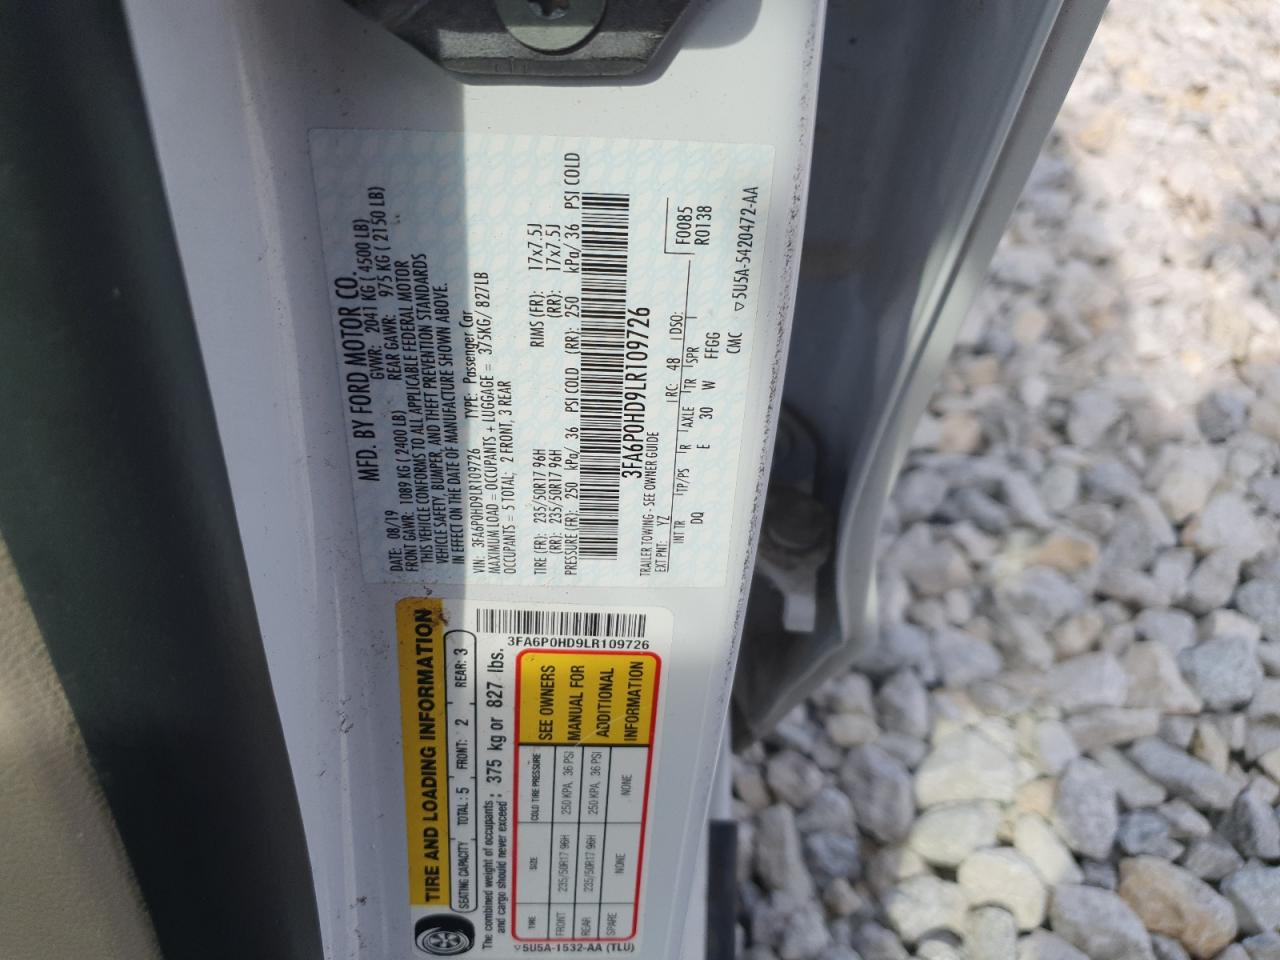 MFD. BY FORD MOTOR CO.
DATE: 08/19 GVWR: 2041 KG ( 4500 LB)
FRONT GAWR: 1089 KG ( 2400 LB) REAR GAWR: 975 KG ( 2150 LB)
THIS VEHICLE CONFORMS TO ALL APPLICABLE FEDERAL MOTOR
VEHICLE SAFETY, BUMPER, AND THEFT PREVENTION STANDARDS
IN EFFECT ON THE DATE OF MANUFACTURE SHOWN ABOVE.
VIN: 3FA6P0HD9LR109726 TYPE: Passenger Car
MAXIMUM LOAD = OCCUPANTS + LUGGAGE = 375KG/ 827LB
OCCUPANTS = 5 TOTAL; 2 FRONT, 3 REAR
TIRE (FR): 235/50R17 96H RIMS (FR): 17x7.5J
(RR): 235/50R17 96H (RR): 17x7.5J
PRESSURE (FR): 250 kPa/ 36 PSI COLD (RR): 250 kPa/ 36 PSI COLD
3FA6P0HD9LR109726
TRAILER TOWING - SEE OWNER GUIDE
F0085
R0138
EXT PNT: YZ RC: 48 DSO:
INT TR TP/PS R AXLE TR SPR
DQ E 30 W FFGG
CMC
▽5U5A-5420472-AA
TIRE AND LOADING INFORMATION
SEATING CAPACITY TOTAL: 5 FRONT: 2 REAR: 3
The combined weight of occupants
and cargo should never exceed : 375 kg or 827 lbs.
3FA6P0HD9LR109726
TIRE SIZE COLD TIRE PRESSURE
FRONT 235/50R17 96H 250 KPA, 36 PSI
REAR 235/50R17 96H 250 KPA, 36 PSI
SPARE NONE NONE
SEE OWNERS
MANUAL FOR
ADDITIONAL
INFORMATION
▽5U5A-1532-AA (TLU)